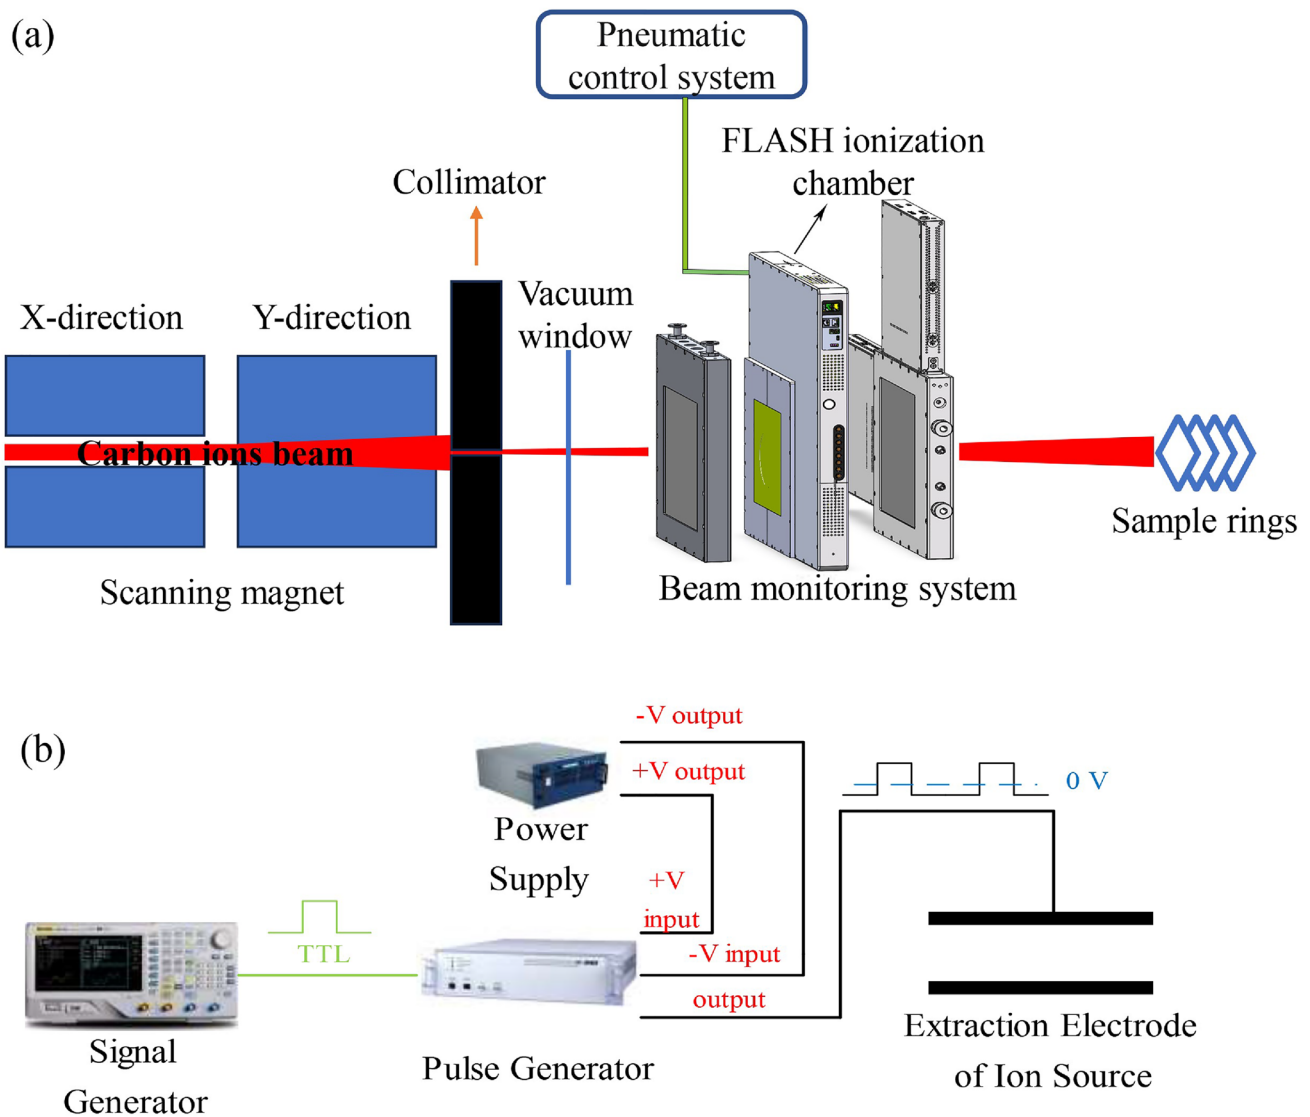 (a)
Pneumatic
control system
FLASH ionization
chamber
Collimator
Vacuum
window
X-direction
Y-direction
Carbon ions beam
Scanning magnet
Beam monitoring system
Sample rings
(b)
-V output
+V output
Power
Supply
+V
input
-V input
output
0 V
TTL
Signal
Generator
Pulse Generator
Extraction Electrode
of Ion Source